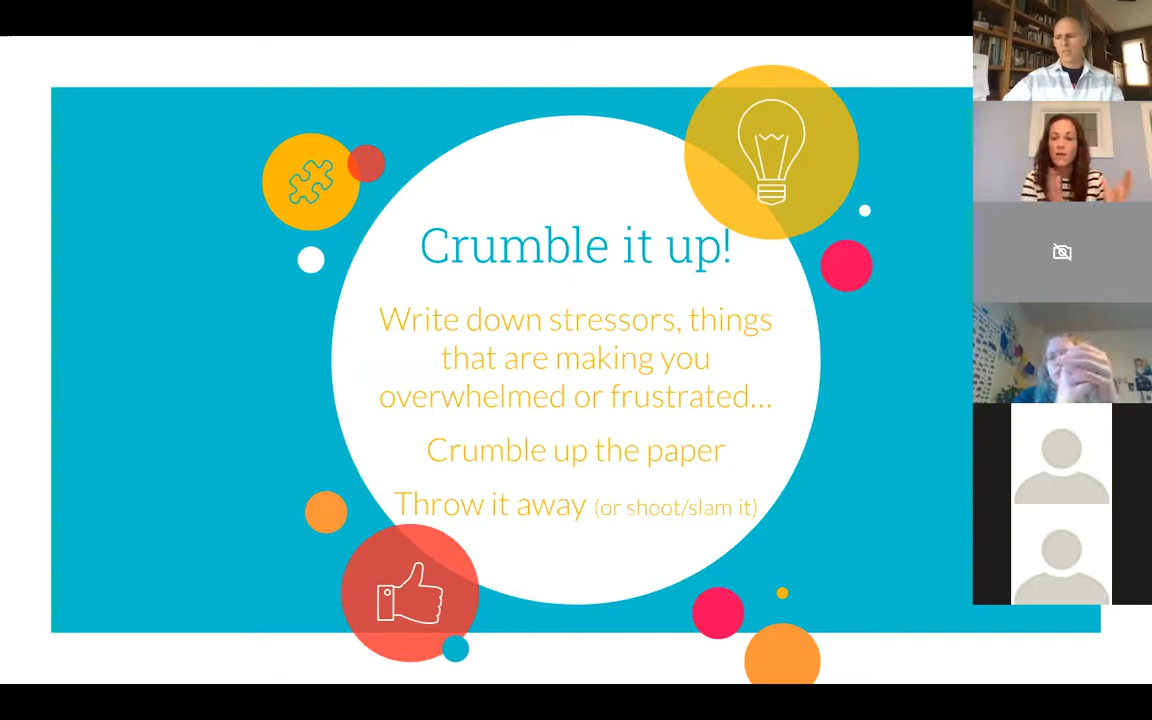 Crumble it up!
Write down stressors, things
that are making you
overwhelmed or frustrated...
Crumble up the paper
Throw it away (or shoot/slam it)